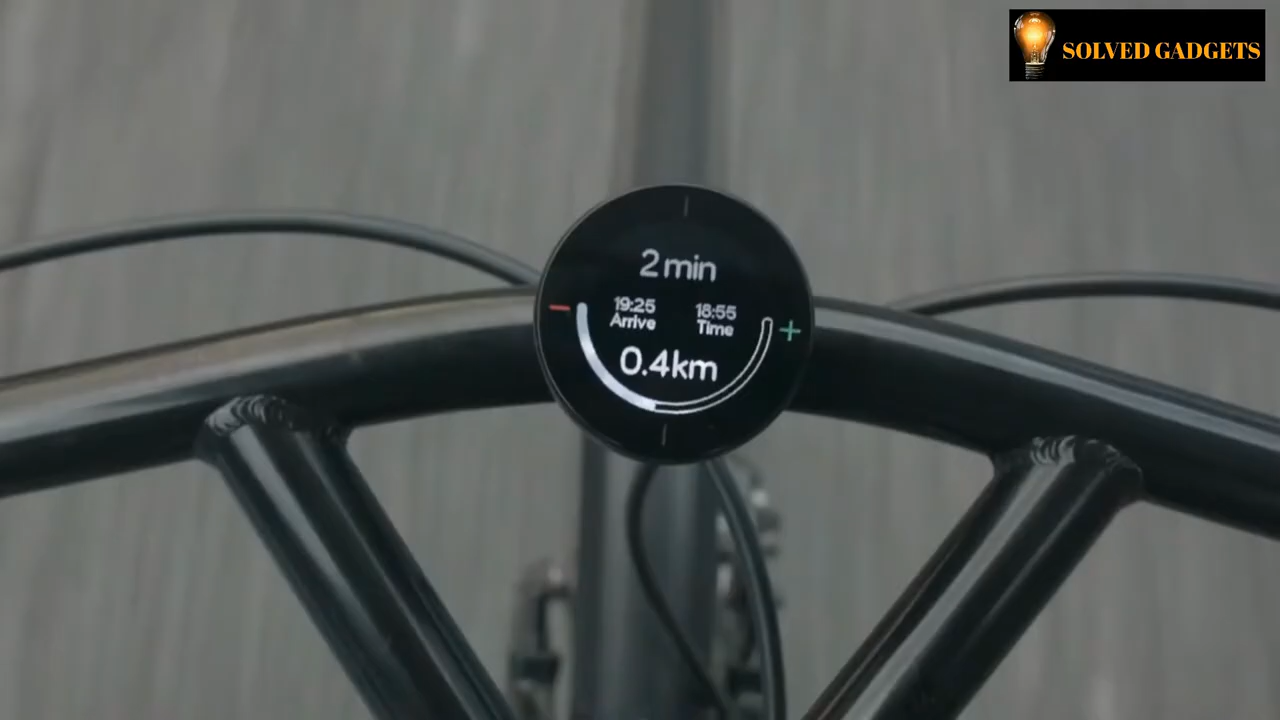 SOLVED GADGETS
2 min
19:25 18:55
Arrive Time
− +
0.4km